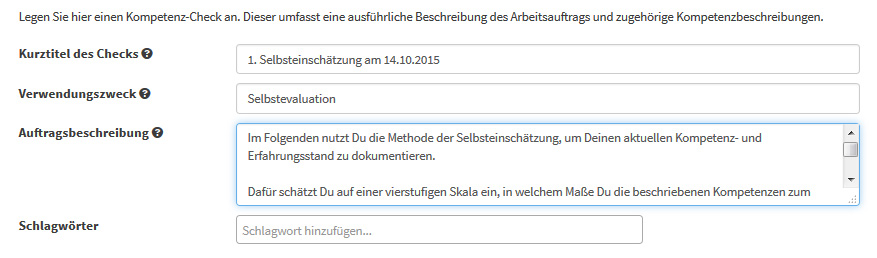 Legen Sie hier einen Kompetenz-Check an. Dieser umfasst eine ausführliche Beschreibung des Arbeitsauftrags und zugehörige Kompetenzbeschreibungen.
Kurztitel des Checks
1. Selbsteinschätzung am 14.10.2015
Verwendungszweck
Selbstevaluation
Auftragsbeschreibung
Im Folgenden nutzt Du die Methode der Selbsteinschätzung, um Deinen aktuellen Kompetenz- und
Erfahrungsstand zu dokumentieren.
Dafür schätzt Du auf einer vierstufigen Skala ein, in welchem Maße Du die beschriebenen Kompetenzen zum
Schlagwörter
Schlagwort hinzufügen...